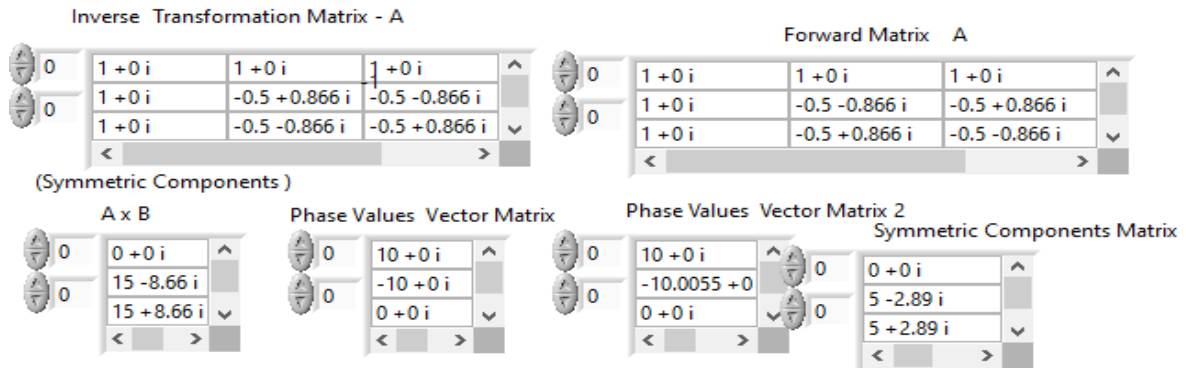 Inverse Transformation Matrix - A
-1
0
0
1 +0 i 1 +0 i 1 +0 i
1 +0 i -0.5 +0.866 i -0.5 -0.866 i
1 +0 i -0.5 -0.866 i -0.5 +0.866 i
Forward Matrix A
0
0
1 +0 i 1 +0 i 1 +0 i
1 +0 i -0.5 -0.866 i -0.5 +0.866 i
1 +0 i -0.5 +0.866 i -0.5 -0.866 i
(Symmetric Components )
A x B
0
0
0 +0 i
15 -8.66 i
15 +8.66 i
Phase Values Vector Matrix
0
0
10 +0 i
-10 +0 i
0 +0 i
Phase Values Vector Matrix 2
0
0
10 +0 i
-10.0055 +0
0 +0 i
Symmetric Components Matrix
0
0
0 +0 i
5 -2.89 i
5 +2.89 i